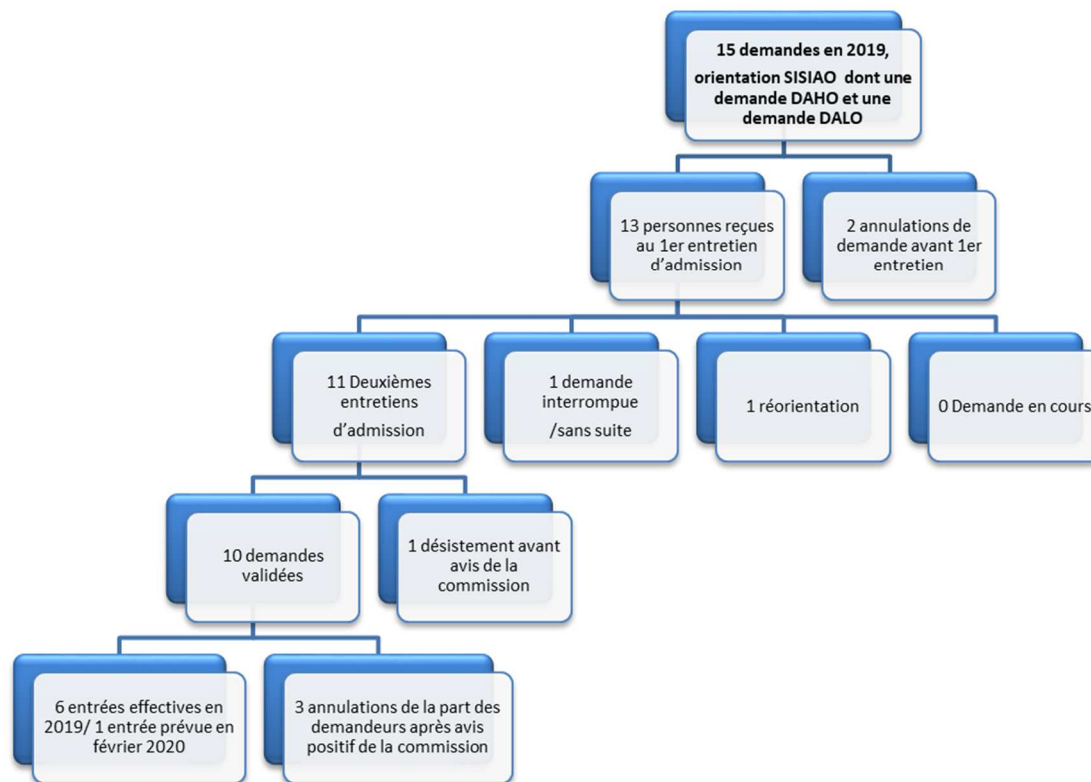 15 demandes en 2019,
orientation SISIAO dont une
demande DAHO et une
demande DALO
13 personnes reçues
au 1er entretien
d’admission
2 annulations de
demande avant 1er
entretien
11 Deuxièmes
entretiens
d’admission
1 demande
interrompue
/sans suite
1 réorientation
0 Demande en cours
10 demandes
validées
1 désistement avant
avis de la
commission
6 entrées effectives en
2019/ 1 entrée prévue en
février 2020
3 annulations de la part des
demandeurs après avis
positif de la commission